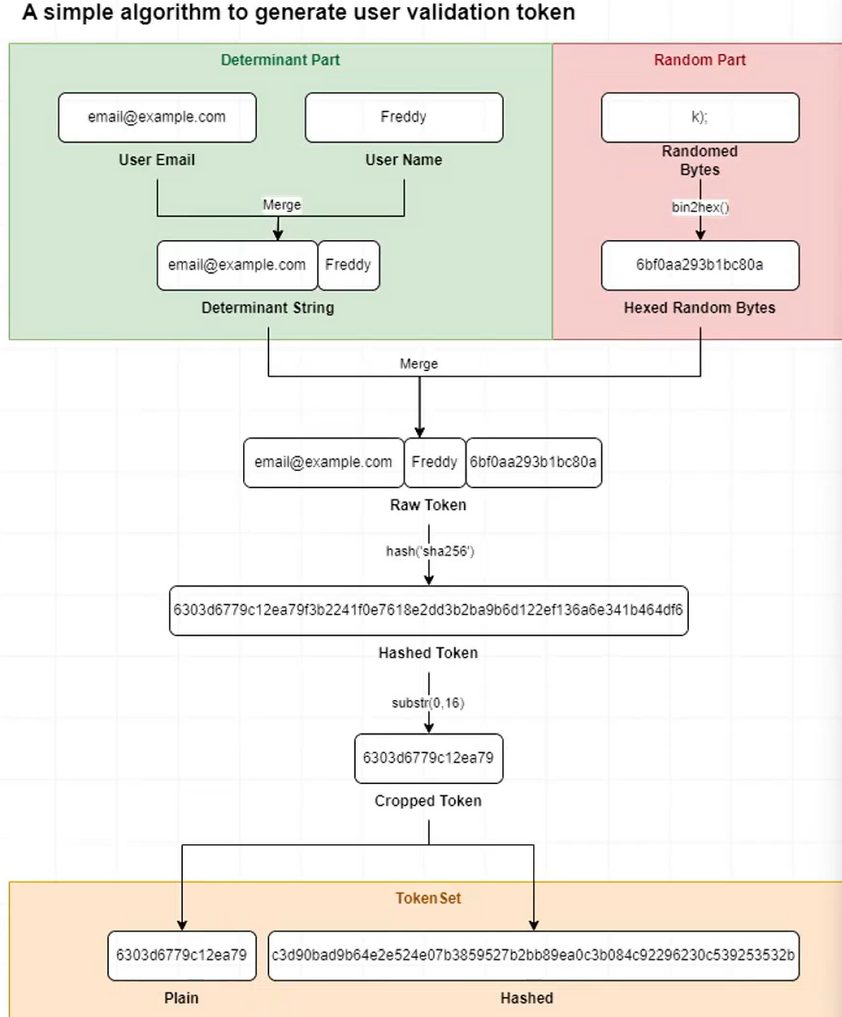 A simple algorithm to generate user validation token
Determinant Part
Random Part
email@example.com
Freddy
k);
User Email
User Name
Randomed
Bytes
Merge
bin2hex()
email@example.com
Freddy
6bf0aa293b1bc80a
Determinant String
Hexed Random Bytes
Merge
email@example.com
Freddy
6bf0aa293b1bc80a
Raw Token
hash('sha256')
6303d6779c12ea79f3b2241f0e7618e2dd3b2ba9b6d122ef136a6e341b464df6
Hashed Token
substr(0,16)
6303d6779c12ea79
Cropped Token
Token Set
6303d6779c12ea79
c3d90bad9b64e2e524e07b3859527b2bb89ea0c3b084c92296230c539253532b
Plain
Hashed